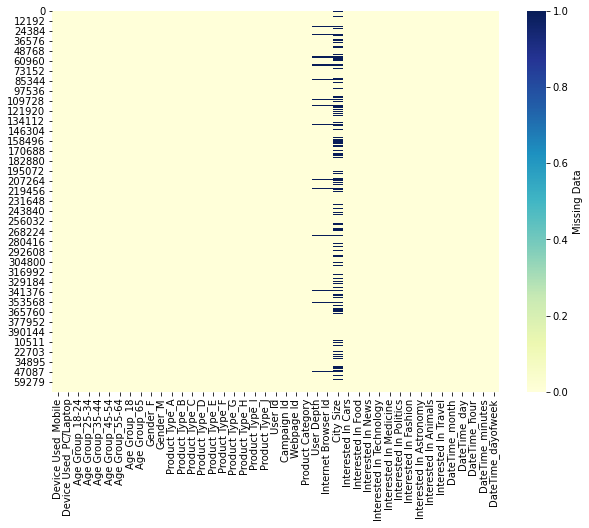 0
12192
24384
36576
48768
60960
73152
85344
97536
109728
121920
134112
146304
158496
170688
182880
195072
207264
219456
231648
243840
256032
268224
280416
292608
304800
316992
329184
341376
353568
365760
377952
390144
10511
22703
34895
47087
59279
Device Used_Mobile
Device Used_PC/Laptop
Age Group_18-24
Age Group_25-34
Age Group_35-44
Age Group_45-54
Age Group_55-64
Age Group_18
Age Group_65
Gender_F
Gender_M
Product Type_A
Product Type_B
Product Type_C
Product Type_D
Product Type_E
Product Type_F
Product Type_G
Product Type_H
Product Type_I
Product Type_J
User Id
Campaign Id
Webpage Id
Product Category
User Depth
Internet Browser Id
City Size
Interested In Cars
Interested In Food
Interested In News
Interested In Technology
Interested In Medicine
Interested In Politics
Interested In Fashion
Interested In Astronomy
Interested In Animals
Interested In Travel
DateTime_month
DateTime_day
DateTime_hour
DateTime_minutes
DateTime_dayofweek
1.0
0.8
0.6
0.4
0.2
0.0
Missing Data